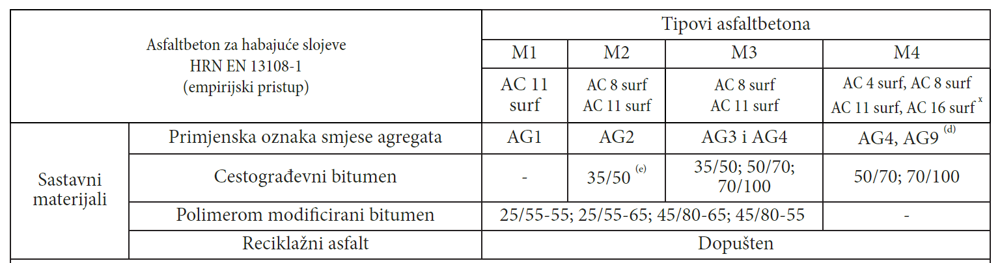 Asfaltbeton za habajuće slojeve
HRN EN 13108-1
(empirijski pristup)
Tipovi asfaltbetona
M1
M2
M3
M4
AC 11
surf
AC 8 surf
AC 11 surf
AC 8 surf
AC 11 surf
AC 4 surf, AC 8 surf
AC 11 surf, AC 16 surf x
Sastavni
materijali
Primjenska oznaka smjese agregata
AG1
AG2
AG3 i AG4
AG4, AG9 (d)
Cestograđevni bitumen
-
35/50 (e)
35/50; 50/70;
70/100
50/70; 70/100
Polimerom modificirani bitumen
25/55-55; 25/55-65; 45/80-65; 45/80-55
-
Reciklažni asfalt
Dopušten